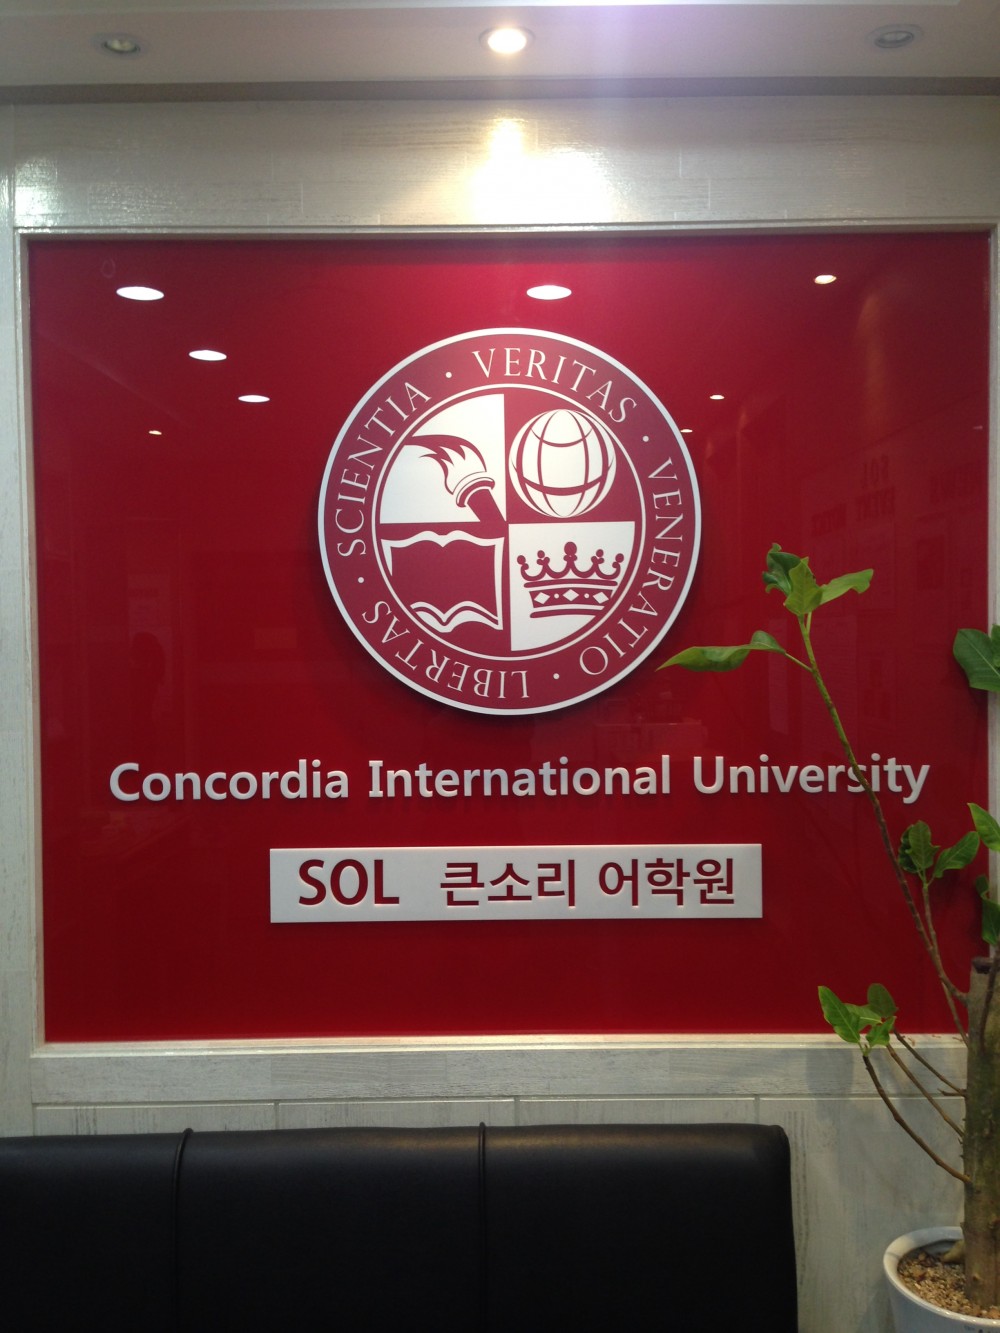 SCIENTIA · VERITAS · VENERATIO · LIBERTAS ·
Concordia International University
SOL 큰소리 어학원